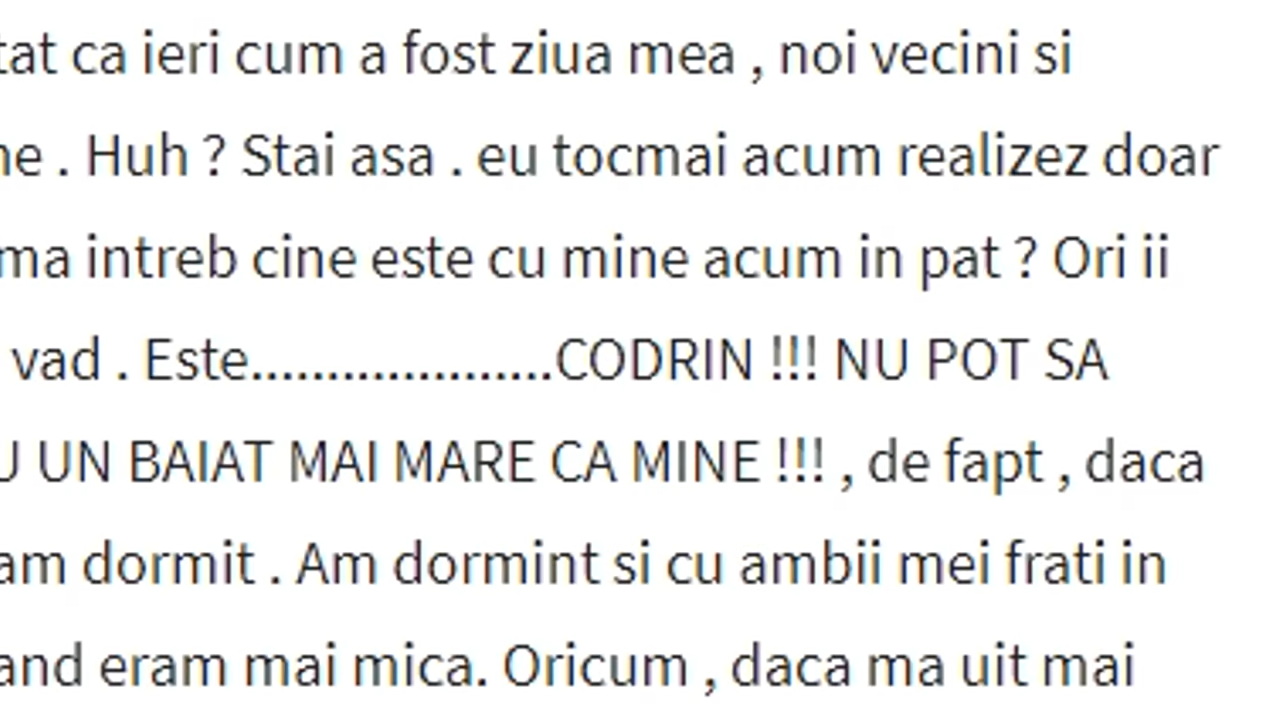 tat ca ieri cum a fost ziua mea , noi vecini si
ne . Huh ? Stai asa . eu tocmai acum realizez doar
ma intreb cine este cu mine acum in pat ? Ori ii
vad . Este....................CODRIN !!! NU POT SA
U UN BAIAT MAI MARE CA MINE !!! , de fapt , daca
am dormit . Am dormint si cu ambii mei frati in
and eram mai mica. Oricum , daca ma uit mai